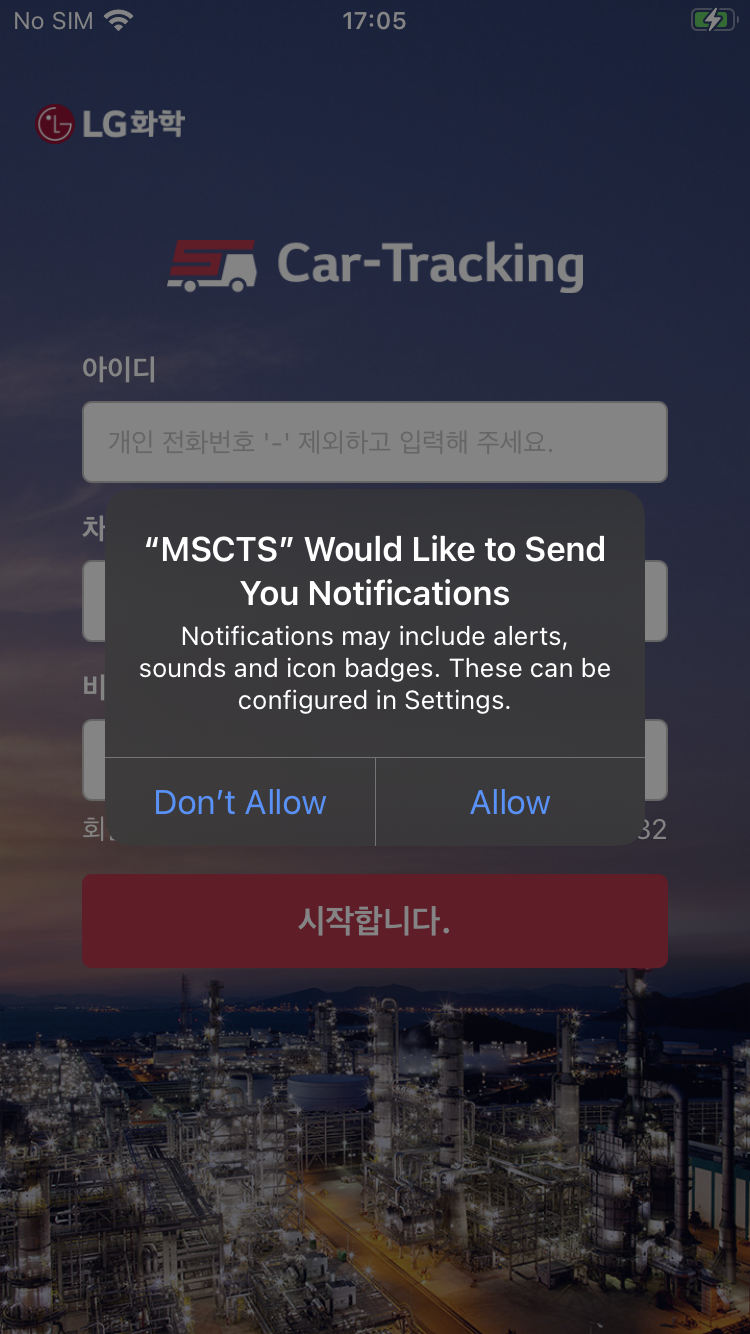 No SIM
17:05
LG화학
Car-Tracking
아이디
개인 전화번호 '-' 제외하고 입력해 주세요.
차
“MSCTS” Would Like to Send
You Notifications
Notifications may include alerts,
sounds and icon badges. These can be
configured in Settings.
비
Don’t Allow
Allow
회
32
시작합니다.